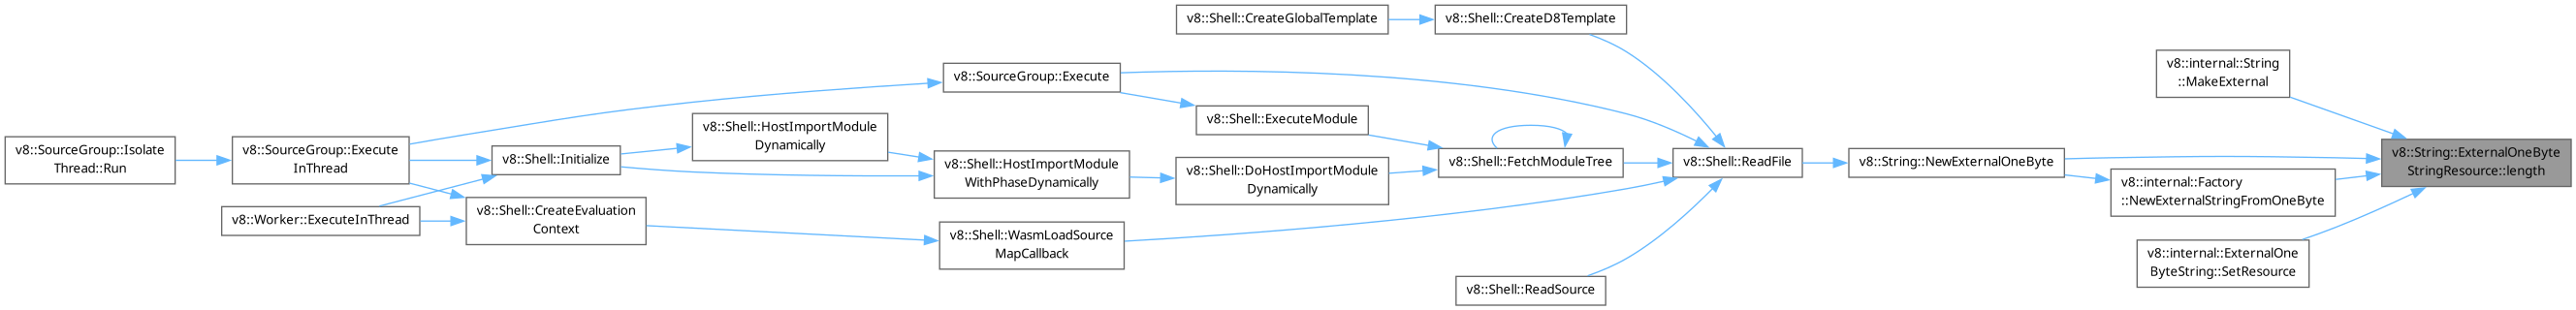 v8::SourceGroup::Isolate
Thread::Run
v8::SourceGroup::Execute
InThread
v8::Worker::ExecuteInThread
v8::Shell::Initialize
v8::Shell::CreateEvaluation
Context
v8::Shell::HostImportModule
Dynamically
v8::SourceGroup::Execute
v8::Shell::HostImportModule
WithPhaseDynamically
v8::Shell::WasmLoadSource
MapCallback
v8::Shell::CreateGlobalTemplate
v8::Shell::ExecuteModule
v8::Shell::DoHostImportModule
Dynamically
v8::Shell::CreateD8Template
v8::Shell::FetchModuleTree
v8::Shell::ReadSource
v8::Shell::ReadFile
v8::String::NewExternalOneByte
v8::internal::String
::MakeExternal
v8::internal::Factory
::NewExternalStringFromOneByte
v8::internal::ExternalOne
ByteString::SetResource
v8::String::ExternalOneByte
StringResource::length